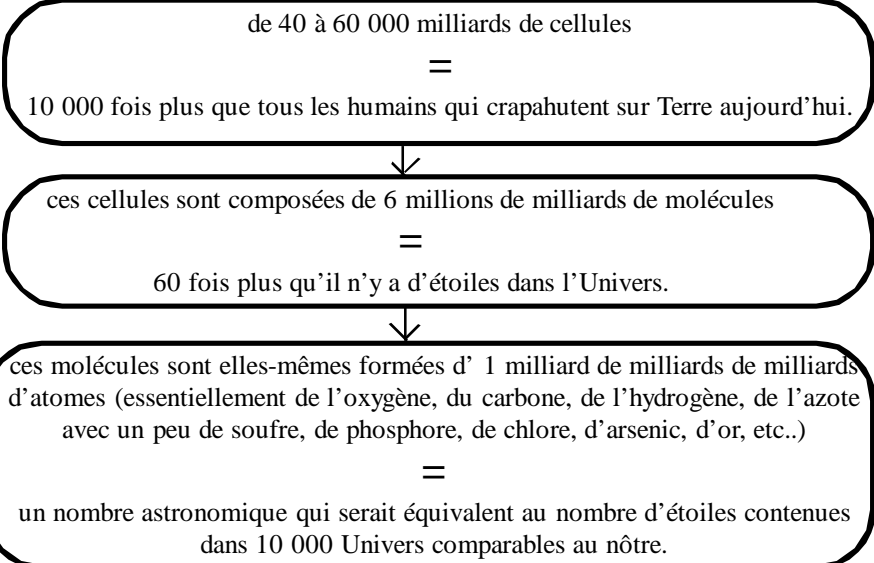 de 40 à 60 000 milliards de cellules
=
10 000 fois plus que tous les humains qui crapahutent sur Terre aujourd’hui.
ces cellules sont composées de 6 millions de milliards de molécules
=
60 fois plus qu’il n’y a d’étoiles dans l’Univers.
ces molécules sont elles-mêmes formées d’ 1 milliard de milliards de milliards
d’atomes (essentiellement de l’oxygène, du carbone, de l’hydrogène, de l’azote
avec un peu de soufre, de phosphore, de chlore, d’arsenic, d’or, etc..)
=
un nombre astronomique qui serait équivalent au nombre d’étoiles contenues
dans 10 000 Univers comparables au nôtre.